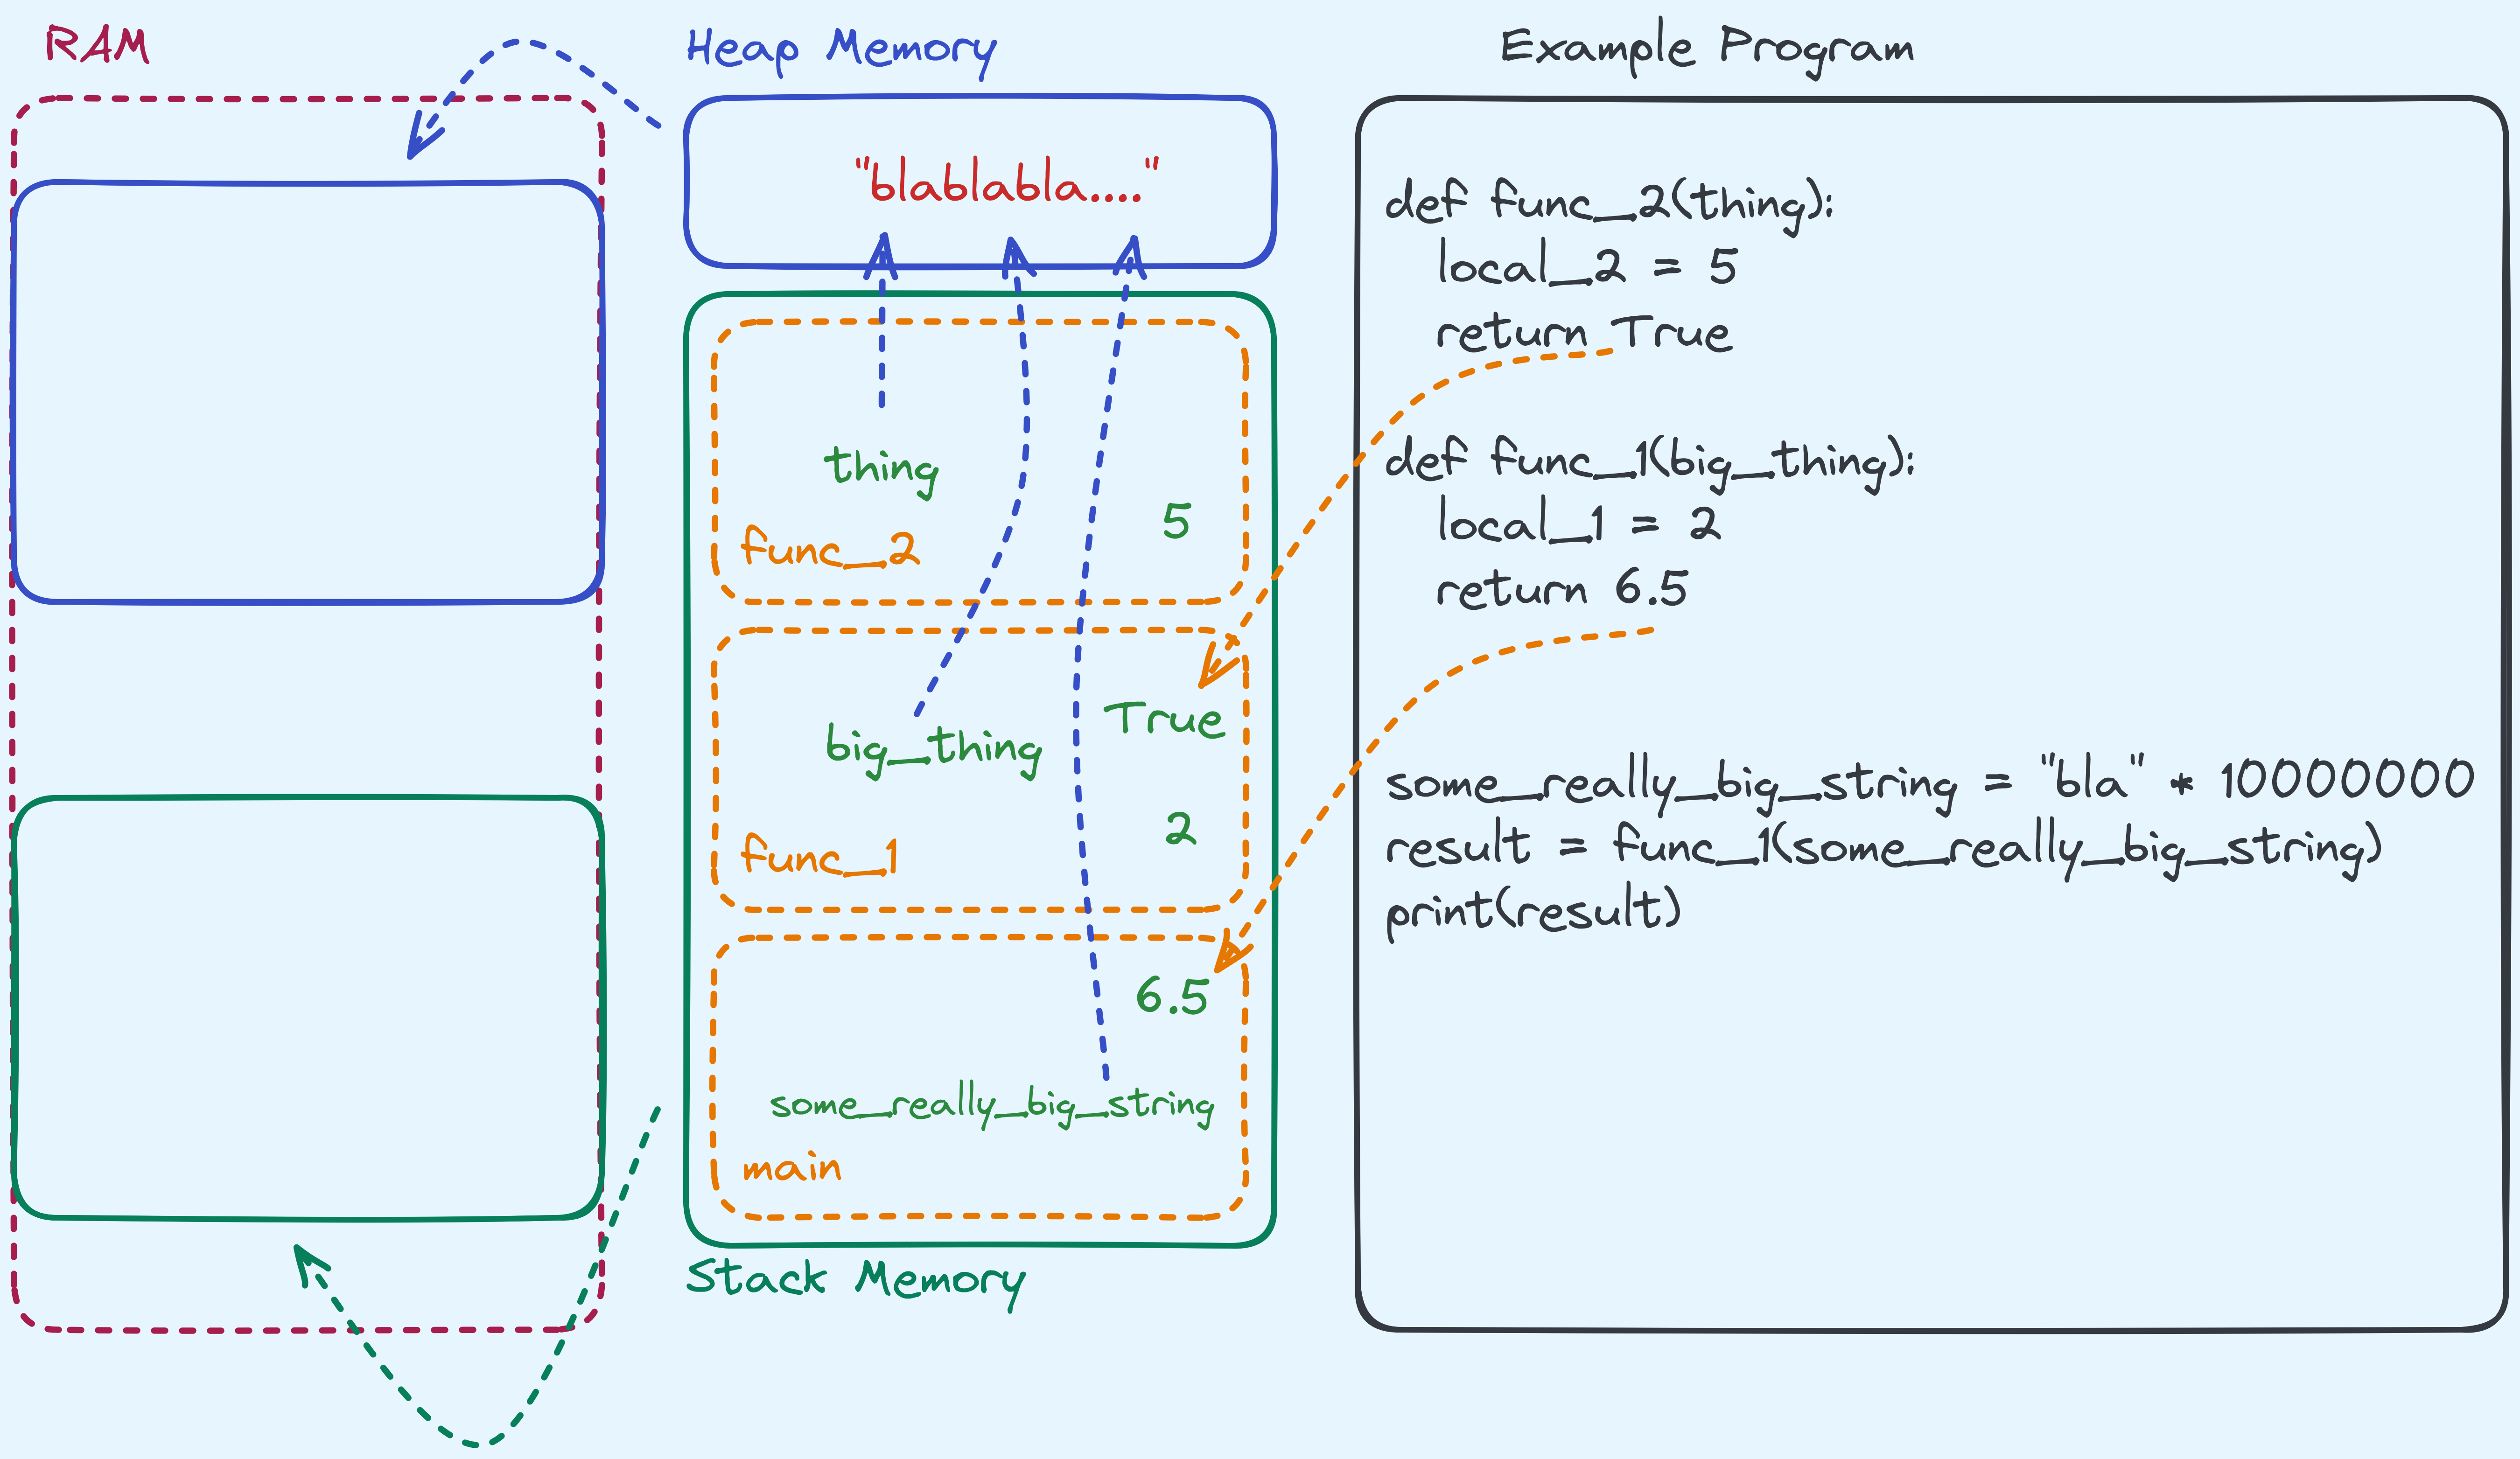 RAM
Heap Memory
"blablabla...."
thing
5
func_2
True
big_thing
2
func_1
6.5
some_really_big_string
main
Stack Memory
Example Program
def func_2(thing):
local_2 = 5
return True
def func_1(big_thing):
local_1 = 2
return 6.5
some_really_big_string = "bla" * 10000000
result = func_1(some_really_big_string)
print(result)